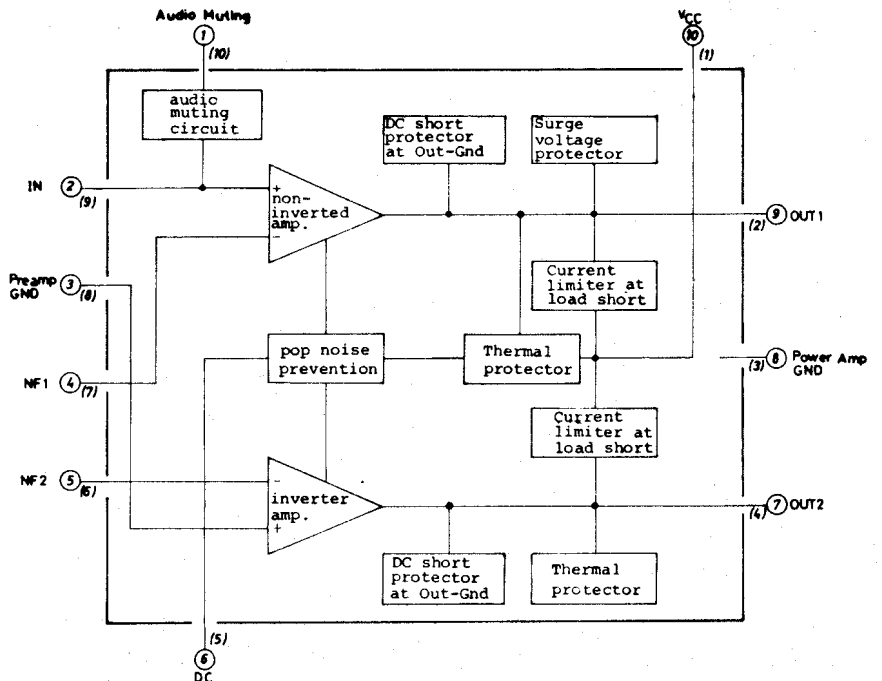 Audio Muting
1
(10)
VCC
10
(1)
audic
muting
circuit
DC short
protector
at Out-Gnd
Surge
voltage
protector
IN
2
(9)
+
non-
inverted
amp.
-
9
OUT1
(2)
Preamp
GND
3
(8)
Current
limiter at
load short
pop noise
prevention
Thermal
protector
8
Power Amp
GND
(3)
NF1
4
(7)
Current
limiter at
load short
NF2
5
(6)
-
inverter
amp.
+
7
OUT2
(4)
DC short
protector
at Out-Gnd
Thermal
protector
(5)
6
DC